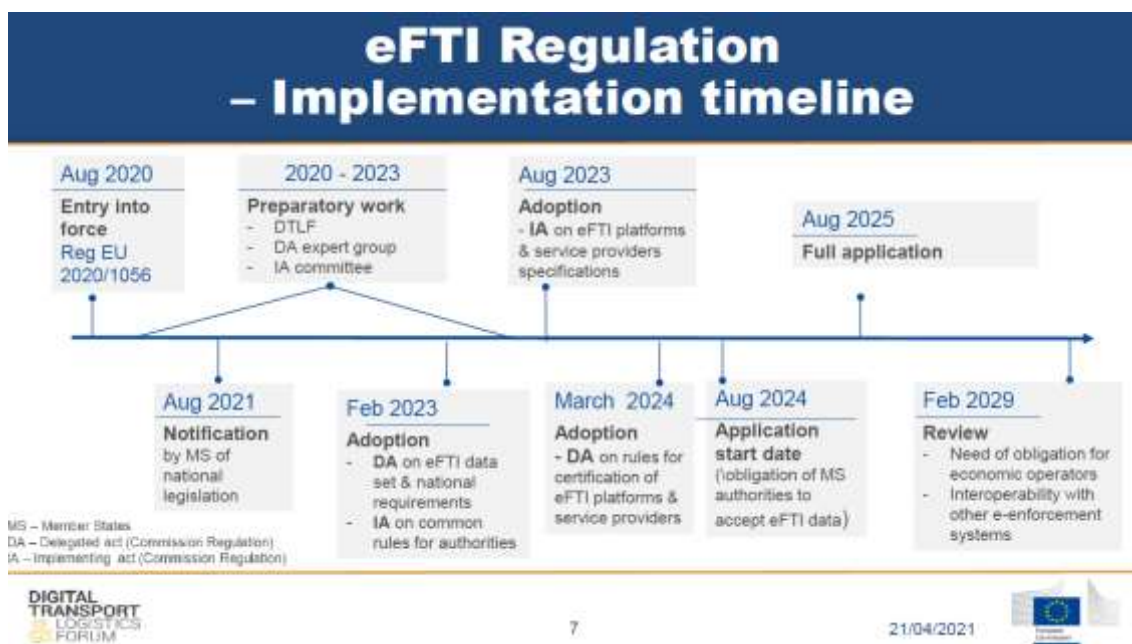 eFTI Regulation
– Implementation timeline
Aug 2020
Entry into
force
Reg EU
2020/1056
2020 - 2023
Preparatory work
- DTLF
- DA expert group
- IA committee
Aug 2023
Adoption
- IA on eFTI platforms
& service providers
specifications
Aug 2025
Full application
Aug 2021
Notification
by MS of
national
legislation
Feb 2023
Adoption
- DA on eFTI data
set & national
requirements
- IA on common
rules for authorities
March 2024
Adoption
- DA on rules for
certification of
eFTI platforms &
service providers
Aug 2024
Application
start date
(\obligation of MS
authorities to
accept eFTI data)
Feb 2029
Review
- Need of obligation for
economic operators
- Interoperability with
other e-enforcement
systems
MS – Member States
DA – Delegated act (Commission Regulation)
IA – Implementing act (Commission Regulation)
DIGITAL
TRANSPORT
& LOGISTICS
FORUM
7
21/04/2021
European
Commission